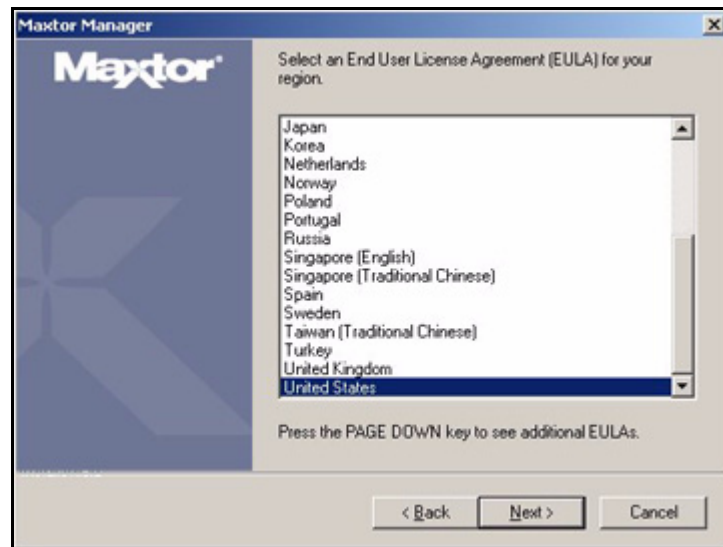 Maxtor Manager
Maxtor
Select an End User License Agreement (EULA) for your
region.
Japan
Korea
Netherlands
Norway
Poland
Portugal
Russia
Singapore (English)
Singapore (Traditional Chinese)
Spain
Sweden
Taiwan (Traditional Chinese)
Turkey
United Kingdom
United States
Press the PAGE DOWN key to see additional EULAs.
< Back
Next >
Cancel